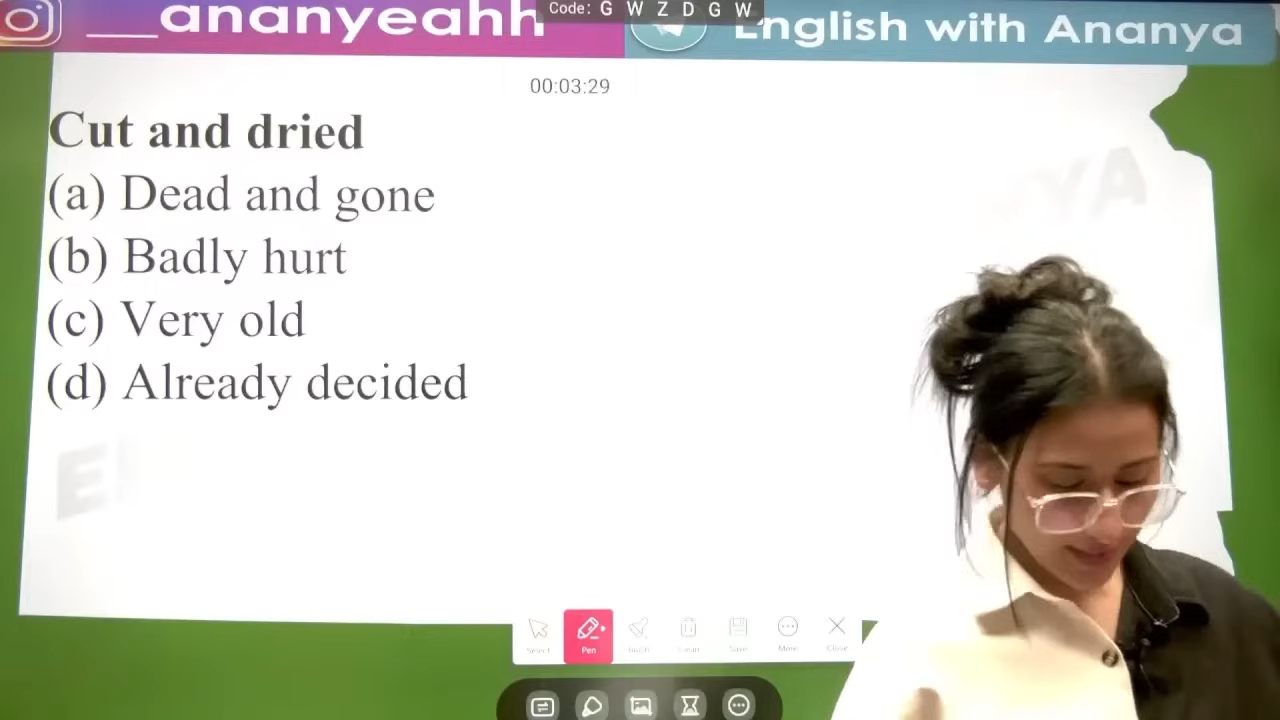 ___ananyeahh
Code: G W Z D G W
English with Ananya
00:03:29
Cut and dried
(a) Dead and gone
(b) Badly hurt
(c) Very old
(d) Already decided
Select
Pen
Save
More
Close